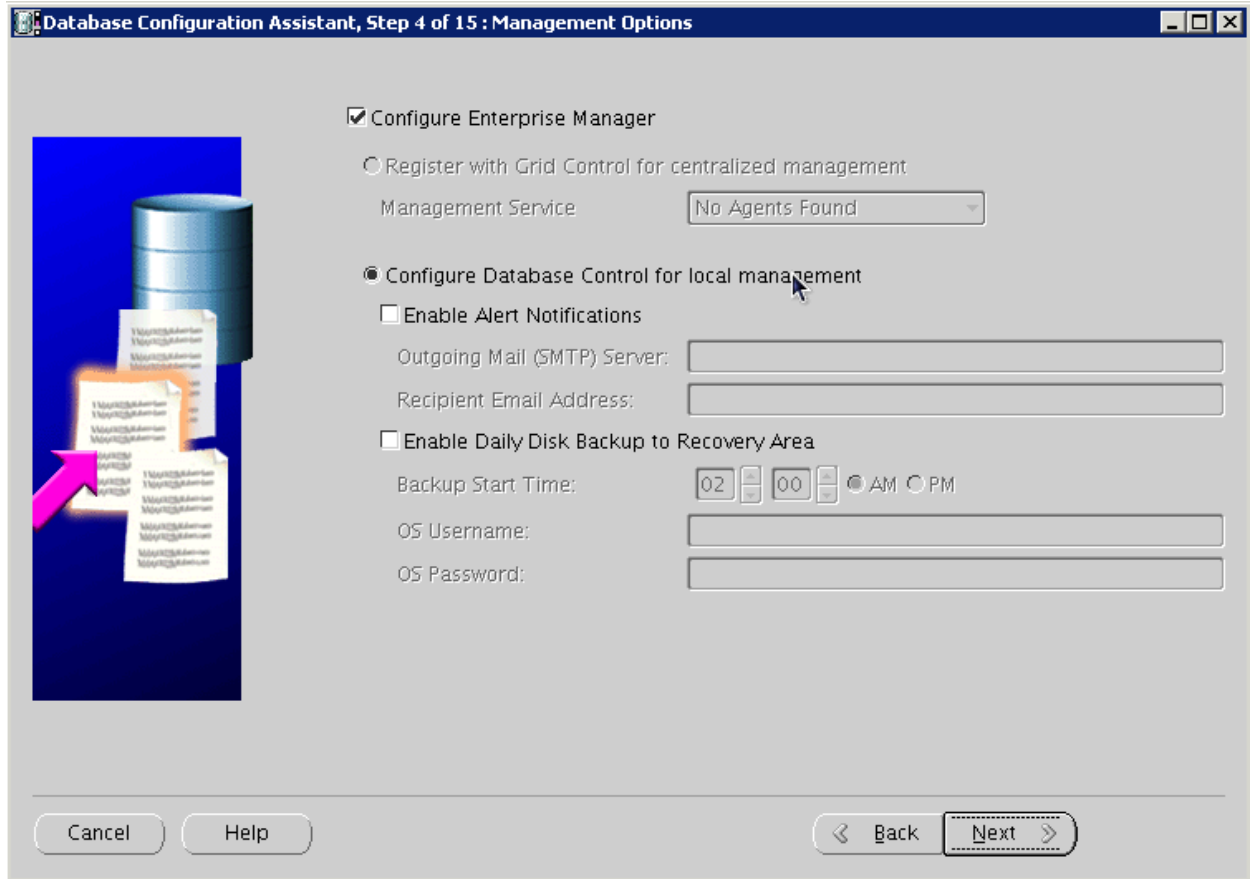 Database Configuration Assistant, Step 4 of 15 : Management Options
Configure Enterprise Manager
Register with Grid Control for centralized management
Management Service No Agents Found
Configure Database Control for local management
Enable Alert Notifications
Outgoing Mail (SMTP) Server:
Recipient Email Address:
Enable Daily Disk Backup to Recovery Area
Backup Start Time: 02 00 AM PM
OS Username:
OS Password:
Cancel Help Back Next